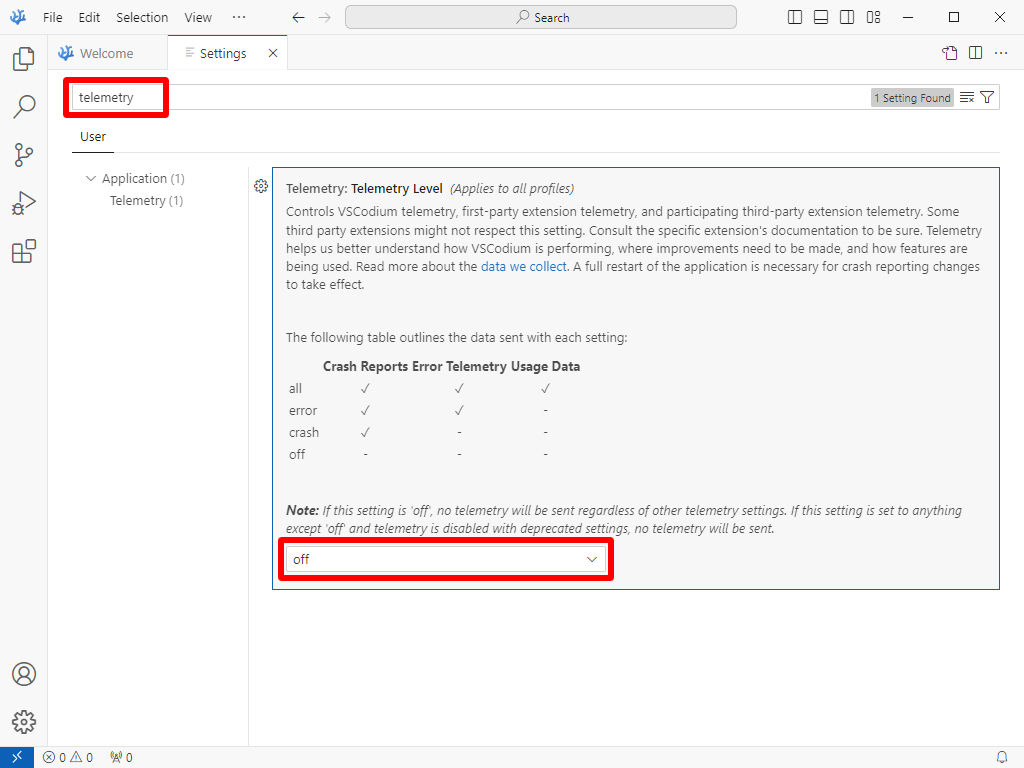 File Edit Selection View ··· Search
Welcome Settings
telemetry 1 Setting Found
User
Application (1)
Telemetry (1)
Telemetry: Telemetry Level (Applies to all profiles)
Controls VSCodium telemetry, first-party extension telemetry, and participating third-party extension telemetry. Some
third party extensions might not respect this setting. Consult the specific extension's documentation to be sure. Telemetry
helps us better understand how VSCodium is performing, where improvements need to be made, and how features are
being used. Read more about the data we collect. A full restart of the application is necessary for crash reporting changes
to take effect.
The following table outlines the data sent with each setting:
Crash Reports Error Telemetry Usage Data
all ✓ ✓ ✓
error ✓ ✓ -
crash ✓ - -
off - - -
Note: If this setting is 'off', no telemetry will be sent regardless of other telemetry settings. If this setting is set to anything
except 'off' and telemetry is disabled with deprecated settings, no telemetry will be sent.
off
0 0 0